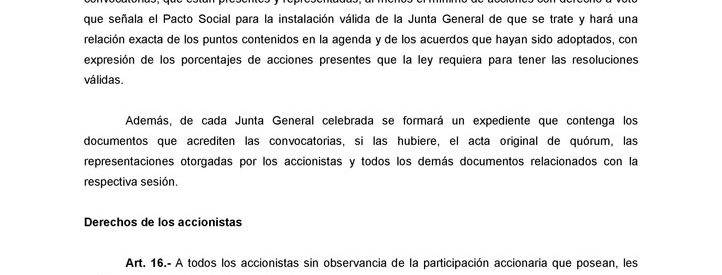 convocatorias, que están presentes y representadas, al menos el mínimo de acciones con derecho a voto
que señala el Pacto Social para la instalación válida de la Junta General de que se trate y hará una
relación exacta de los puntos contenidos en la agenda y de los acuerdos que hayan sido adoptados, con
expresión de los porcentajes de acciones presentes que la ley requiera para tener las resoluciones
válidas.
Además, de cada Junta General celebrada se formará un expediente que contenga los
documentos que acrediten las convocatorias, si las hubiere, el acta original de quórum, las
representaciones otorgadas por los accionistas y todos los demás documentos relacionados con la
respectiva sesión.
Derechos de los accionistas
Art. 16.- A todos los accionistas sin observancia de la participación accionaria que posean, les